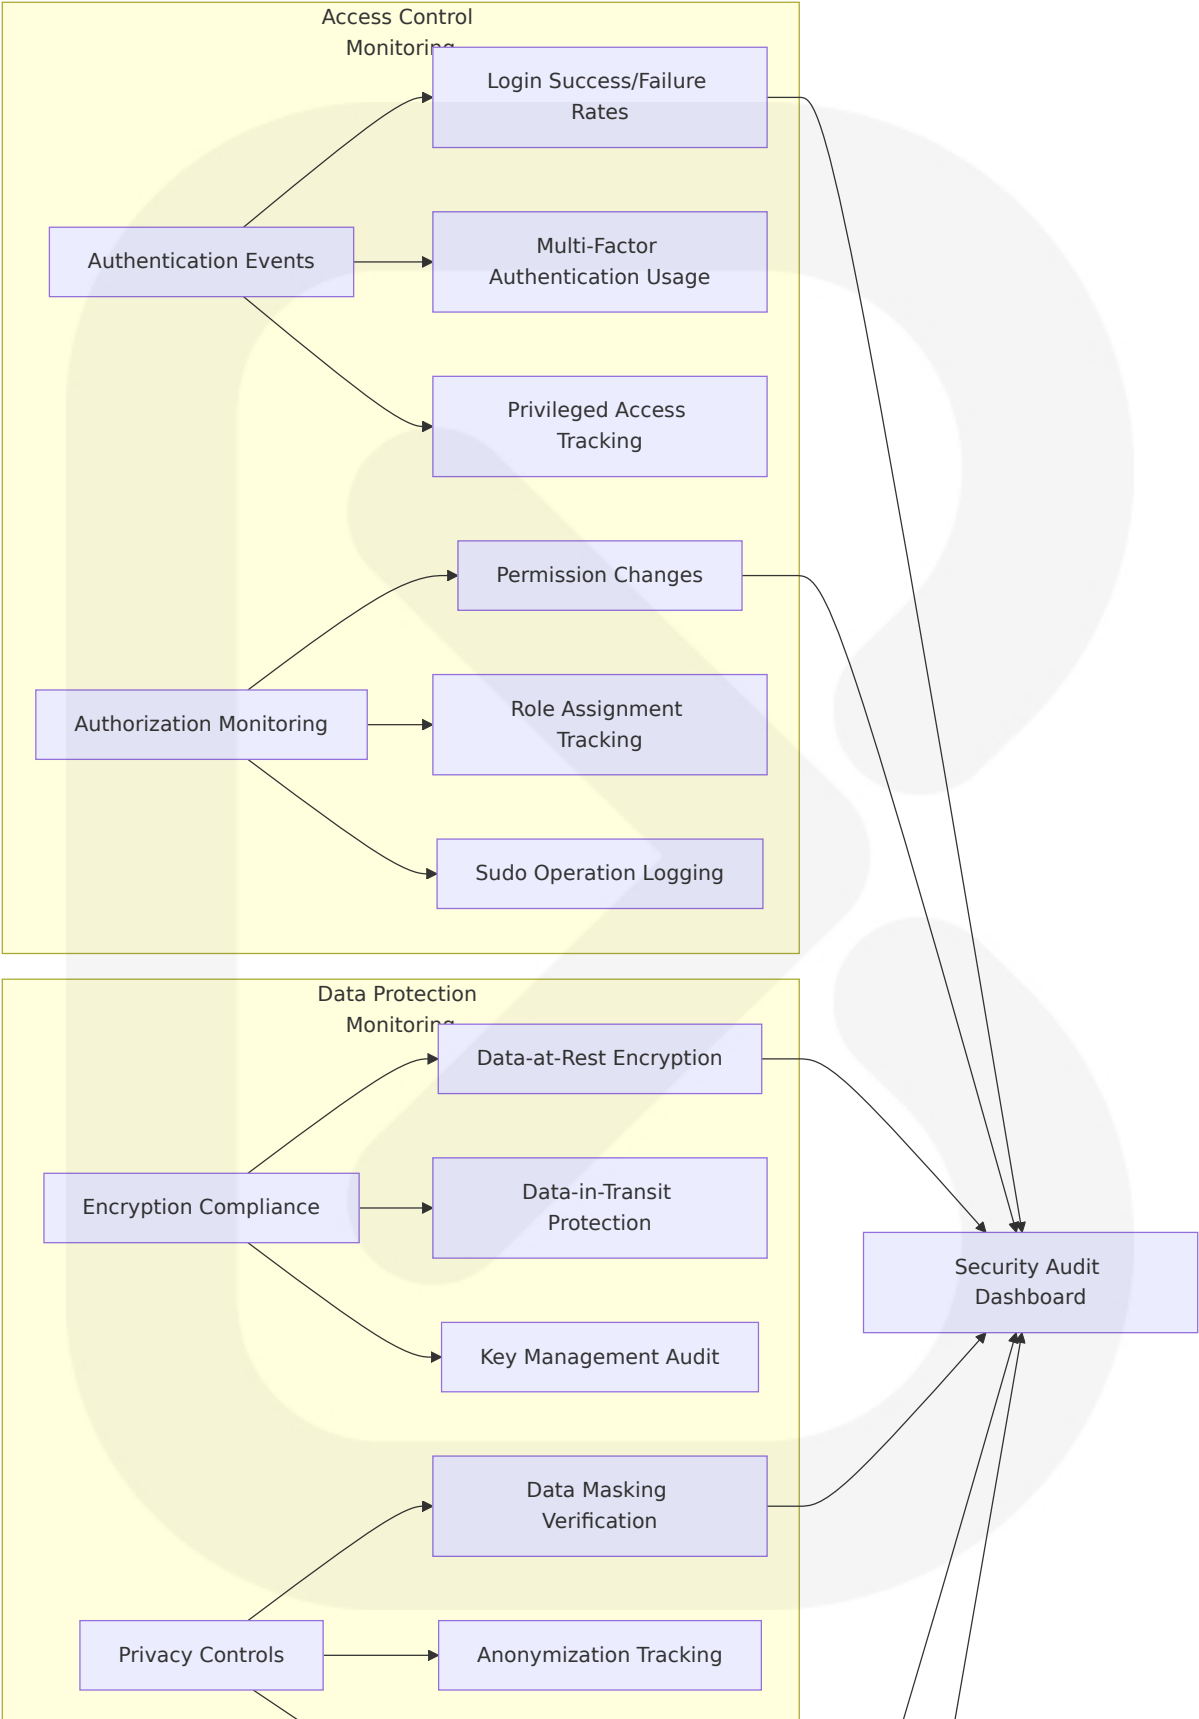 Access Control
Monitoring
Login Success/Failure
Rates
Authentication Events
Multi-Factor
Authentication Usage
Privileged Access
Tracking
Permission Changes
Authorization Monitoring
Role Assignment
Tracking
Sudo Operation Logging
Data Protection
Monitoring
Data-at-Rest Encryption
Encryption Compliance
Data-in-Transit
Protection
Security Audit
Dashboard
Key Management Audit
Data Masking
Verification
Privacy Controls
Anonymization Tracking